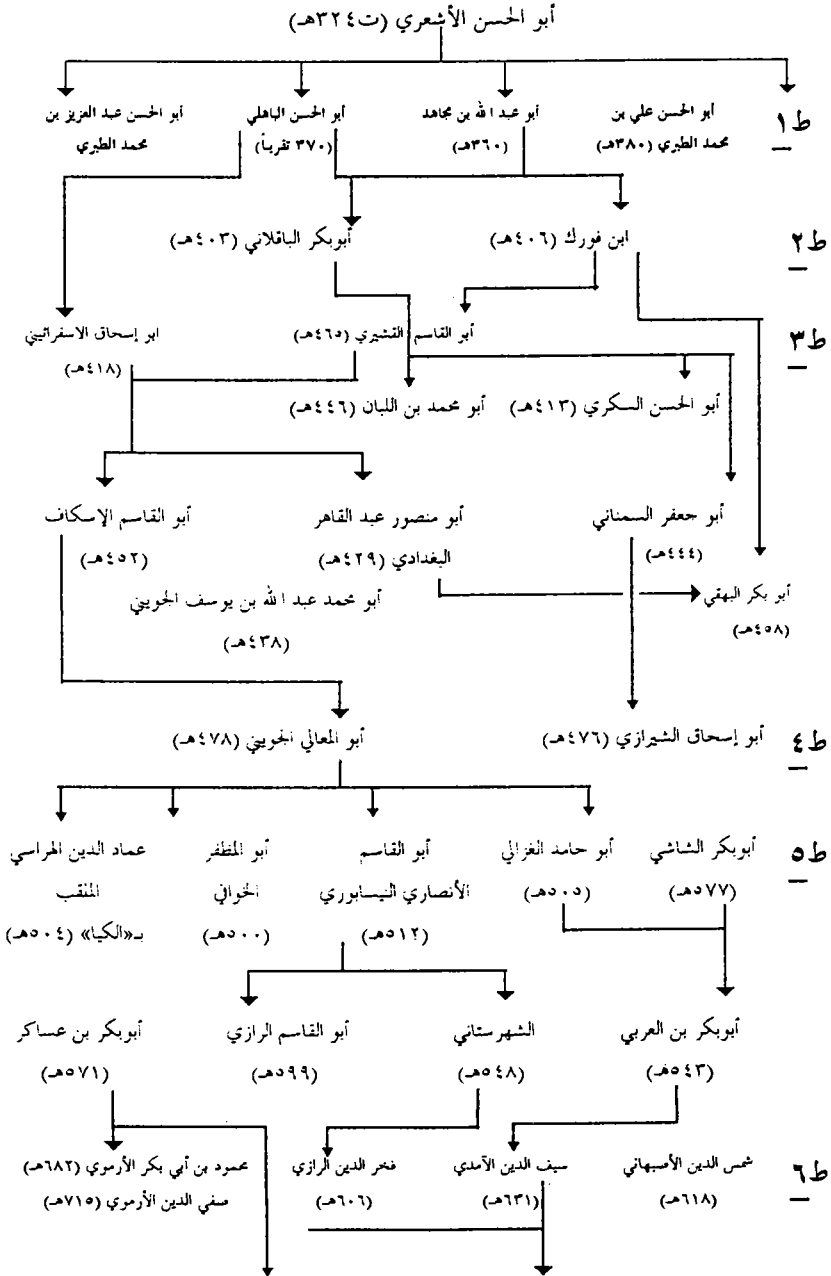 أبو الحسن الأشعري (ت٣٢٤هـ)
ط١
أبو الحسن علي بن
محمد الطبري (٣٨٠هـ)
أبو عبد الله بن مجاهد
(٣٦٠هـ)
أبو الحسن الباهلي
(٣٧٠ تقريباً)
أبو الحسن عبد العزيز بن
محمد الطبري
ط٢
ابن فورك (٤٠٦هـ)
أبوبكر الباقلاني (٤٠٣هـ)
ط٣
أبو القاسم القشيري (٤٦٥هـ)
ابو إسحاق الاسفرائيني
(٤١٨هـ)
أبو الحسن السكري (٤١٣هـ)
أبو محمد بن اللبان (٤٤٦هـ)
أبو جعفر السمناني
(٤٤٤هـ)
أبو منصور عبد القاهر
البغدادي (٤٢٩هـ)
أبو القاسم الإسكاف
(٤٥٢هـ)
أبو بكر البهقي
(٤٥٨هـ)
أبو محمد عبد الله بن يوسف الجويني
(٤٣٨هـ)
ط٤
أبو إسحاق الشيرازي (٤٧٦هـ)
أبو المعالي الجويني (٤٧٨هـ)
ط٥
أبوبكر الشاشي
(٥٧٧هـ)
أبو حامد الغزالي
(٥٠٥هـ)
أبو القاسم
الأنصاري النيسابوري
(٥١٢هـ)
أبو المظفر
الخوافي
(٥٠٠هـ)
عماد الدين الهراسي
الملقب
بـ«الكيا» (٥٠٤هـ)
أبوبكر بن العربي
(٥٤٣هـ)
الشهرستاني
(٥٤٨هـ)
أبو القاسم الرازي
(٥٩٩هـ)
أبوبكر بن عساكر
(٥٧١هـ)
ط٦
شمس الدين الأصبهاني
(٦١٨هـ)
سيف الدين الآمدي
(٦٣١هـ)
فخر الدين الرازي
(٦٠٦هـ)
محمود بن أبي بكر الأرموي (٦٨٢هـ)
صفي الدين الأرموي (٧١٥هـ)